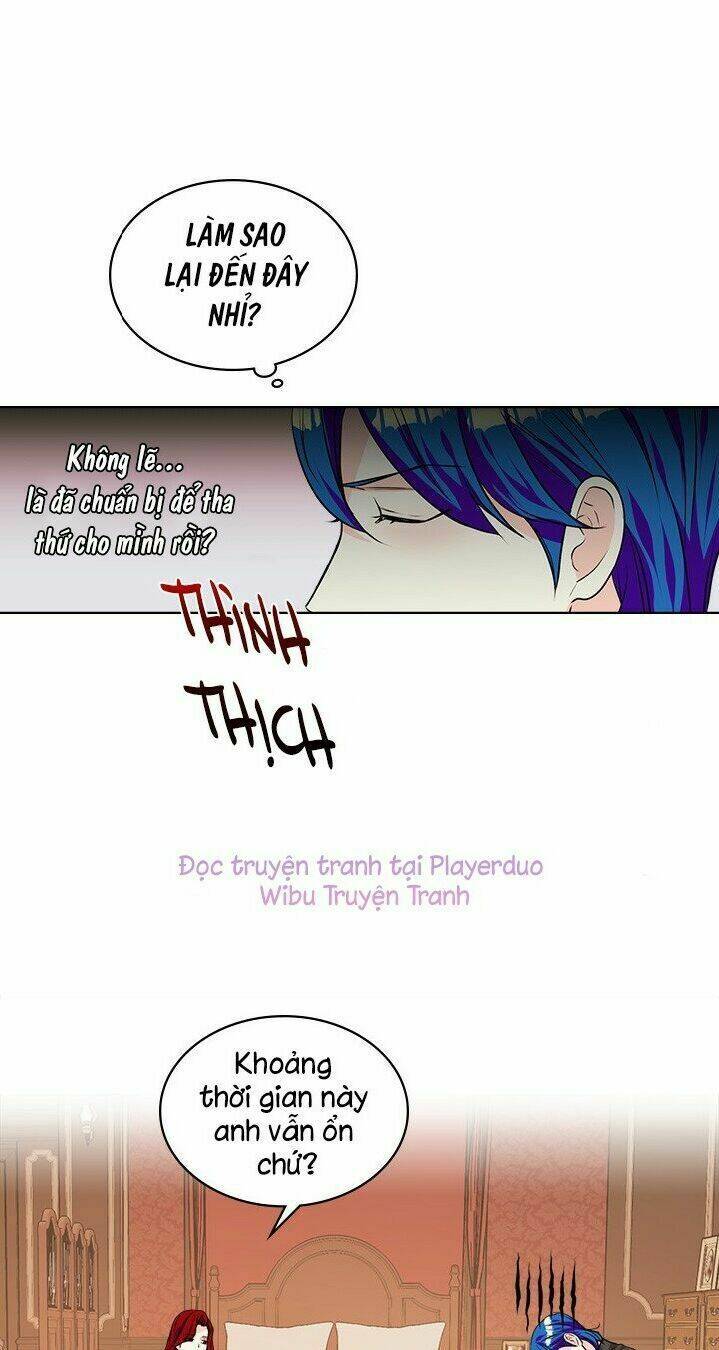 LÀM SAO
LẠI ĐẾN ĐÂY
NHỈ?
Không lẽ...
là đã chuẩn bị để tha
thứ cho mình rồi?
THÌNH
THỊCH
Đọc truyện tranh tại Playerduo
Wibu Truyện Tranh
Khoảng
thời gian này
anh vẫn ổn
chứ?